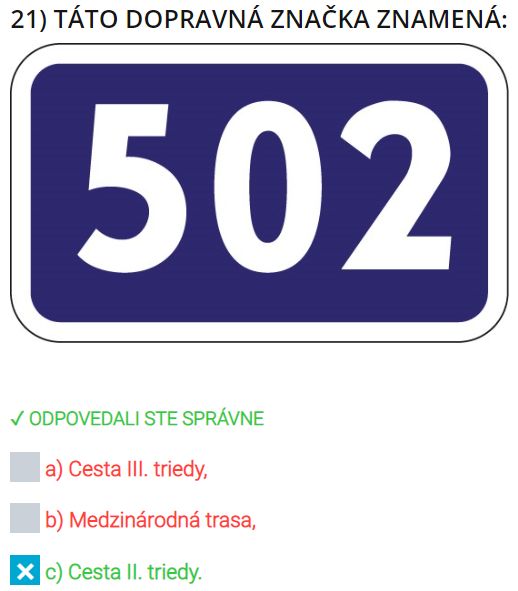 21) TÁTO DOPRAVNÁ ZNAČKA ZNAMENÁ:
502
✓ ODPOVEDALI STE SPRÁVNE
a) Cesta III. triedy,
b) Medzinárodná trasa,
c) Cesta II. triedy.